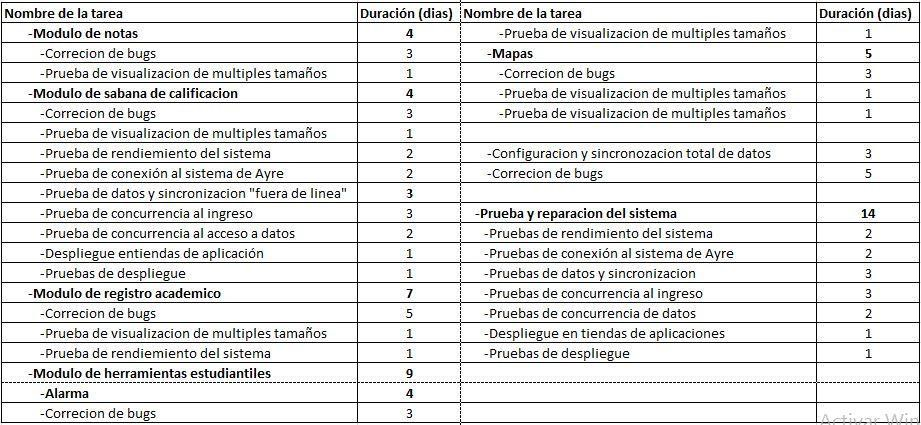 Nombre de la tarea Duración (dias) Nombre de la tarea Duración (dias)
-Modulo de notas 4 -Prueba de visualizacion de multiples tamaños 1
-Correcion de bugs 3 -Mapas 5
-Prueba de visualizacion de multiples tamaños 1 -Correcion de bugs 3
-Modulo de sabana de calificacion 4 -Prueba de visualizacion de multiples tamaños 1
-Correcion de bugs 3 -Prueba de visualizacion de multiples tamaños 1
-Prueba de visualizacion de multiples tamaños 1
-Prueba de rendiemiento del sistema 2 -Configuracion y sincronozacion total de datos 3
-Prueba de conexión al sistema de Ayre 2 -Correcion de bugs 5
-Prueba de datos y sincronizacion "fuera de linea" 3
-Prueba de concurrencia al ingreso 3 -Prueba y reparacion del sistema 14
-Prueba de concurrencia al acceso a datos 2 -Pruebas de rendimiento del sistema 2
-Despliegue entiendas de aplicación 1 -Pruebas de conexión al sistema de Ayre 2
-Pruebas de despliegue 1 -Pruebas de datos y sincronizacion 3
-Modulo de registro academico 7 -Pruebas de concurrencia al ingreso 3
-Correcion de bugs 5 -Pruebas de concurrencia de datos 2
-Prueba de visualizacion de multiples tamaños 1 -Despliegue en tiendas de aplicaciones 1
-Prueba de rendiemiento del sistema 1 -Pruebas de despliegue 1
-Modulo de herramientas estudiantiles 9
-Alarma 4
-Correcion de bugs 3
Activar Win